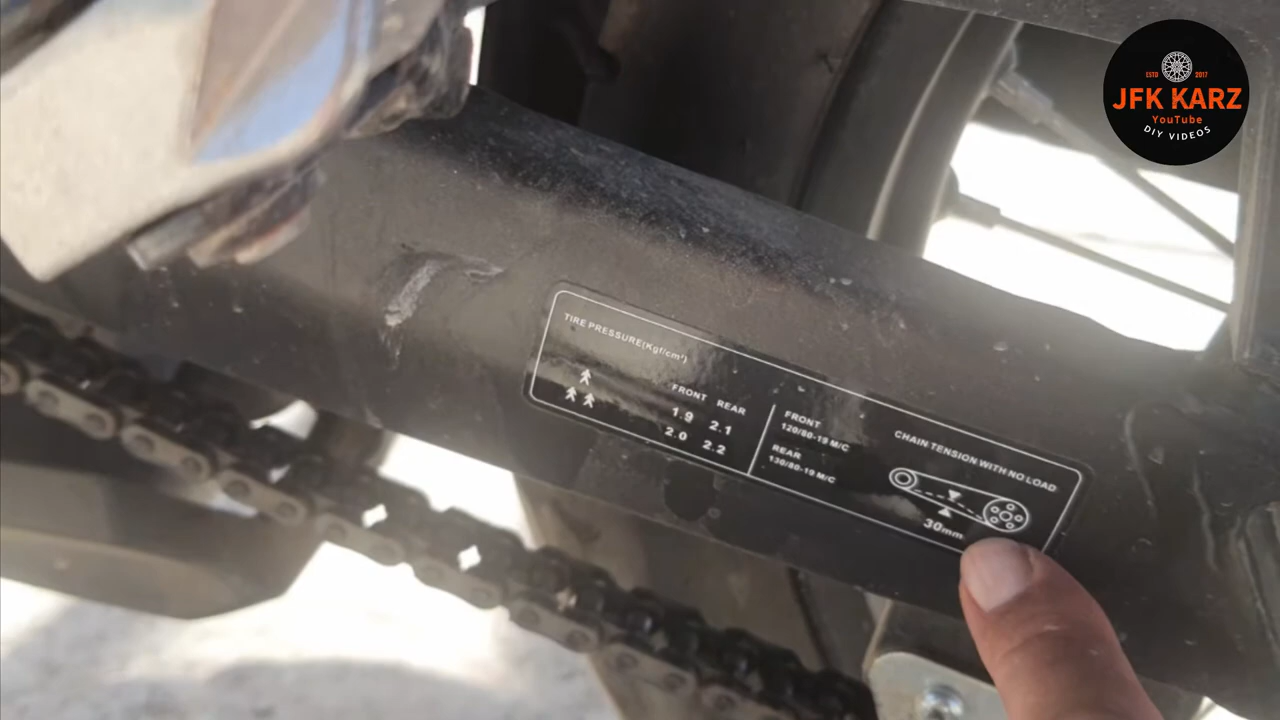 ESTD 2017
JFK KARZ
YouTube
DIY VIDEOS
TIRE PRESSURE(Kgf/cm²)
FRONT REAR
1.9 2.1
2.0 2.2
FRONT
120/80-19 M/C
REAR
130/80-19 M/C
CHAIN TENSION WITH NO LOAD
30mm